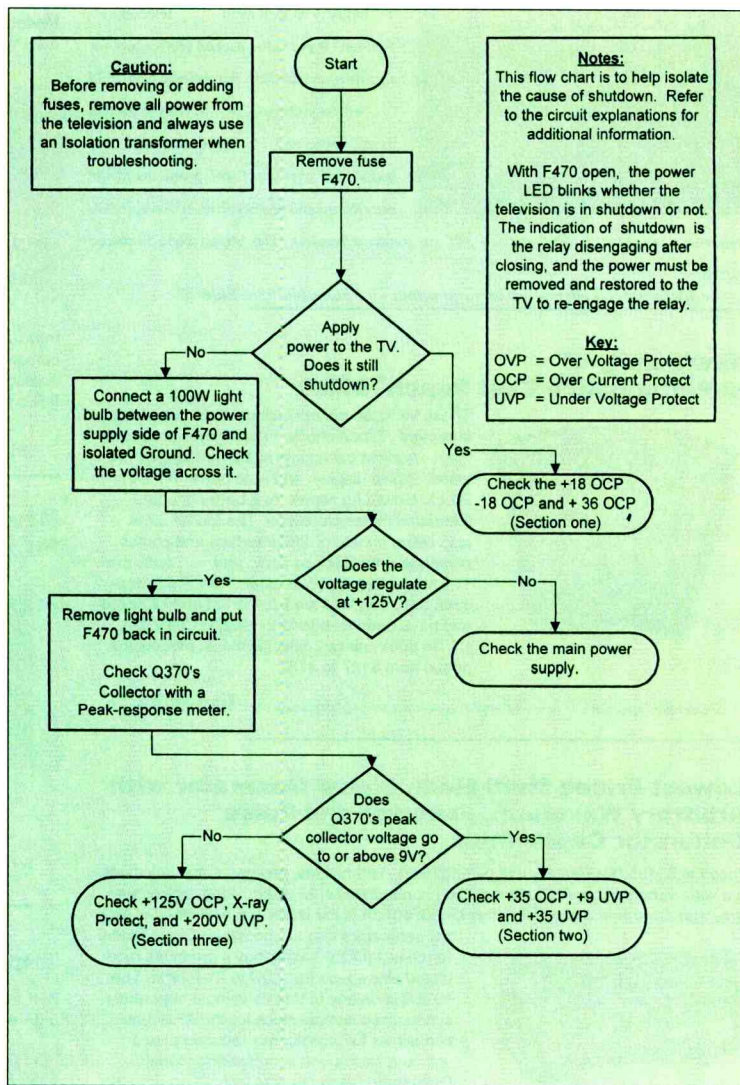 Caution:
Before removing or adding
fuses, remove all power from
the television and always use
an Isolation transformer when
troubleshooting.
Start
Remove fuse
F470.
Notes:
This flow chart is to help isolate
the cause of shutdown. Refer
to the circuit explanations for
additional information.
With F470 open, the power
LED blinks whether the
television is in shutdown or not.
The indication of shutdown is
the relay disengaging after
closing, and the power must be
removed and restored to the
TV to re-engage the relay.
Key:
OVP = Over Voltage Protect
OCP = Over Current Protect
UVP = Under Voltage Protect
Apply
power to the TV.
Does it still
shutdown?
No
Connect a 100W light
bulb between the power
supply side of F470 and
isolated Ground. Check
the voltage across it.
Yes
Check the +18 OCP
-18 OCP and + 36 OCP
(Section one)
Does the
voltage regulate
at +125V?
Yes
Remove light bulb and put
F470 back in circuit.
Check Q370's
Collector with a
Peak-response meter.
No
Check the main power
supply.
Does
Q370's peak
collector voltage go
to or above 9V?
No
Check +125V OCP, X-ray
Protect, and +200V UVP.
(Section three)
Yes
Check +35 OCP, +9 UVP
and +35 UVP
(Section two)